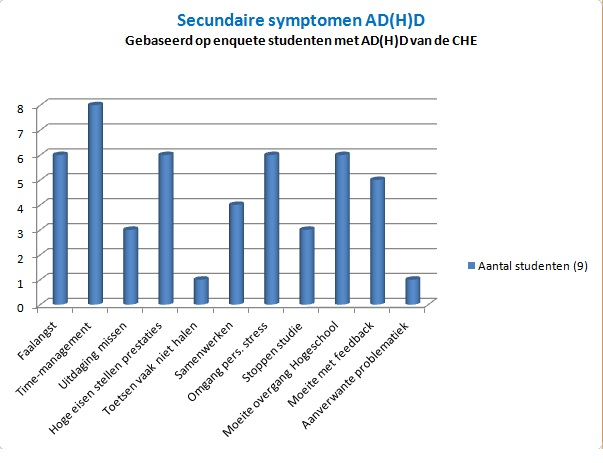 Secundaire symptomen AD(H)D
Gebaseerd op enquete studenten met AD(H)D van de CHE
8
7
6
5
4
3
2
1
0
Faalangst
Time-management
Uitdaging missen
Hoge eisen stellen prestaties
Toetsen vaak niet halen
Samenwerken
Omgang pers. stress
Stoppen studie
Moeite overgang Hogeschool
Moeite met feedback
Aanverwante problematiek
Aantal studenten (9)